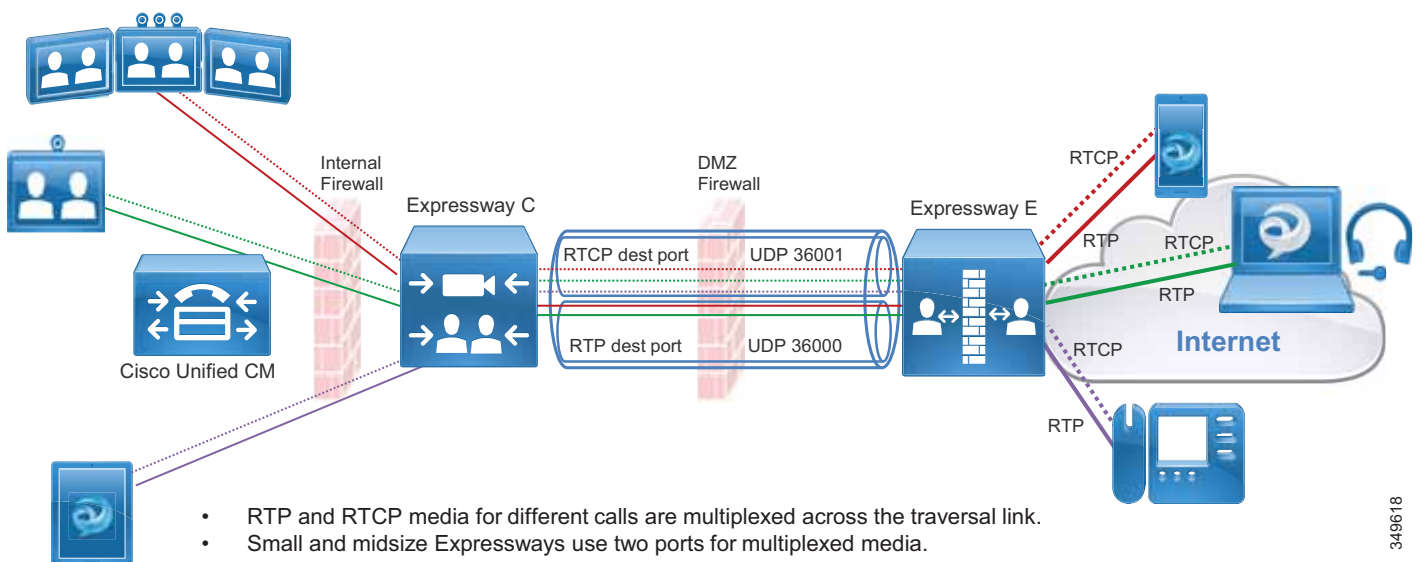 Internal
Firewall
DMZ
Firewall
Expressway C
Expressway E
RTCP dest port UDP 36001
RTP dest port UDP 36000
RTCP
RTP
RTCP
RTP
RTCP
RTP
Internet
Cisco Unified CM
• RTP and RTCP media for different calls are multiplexed across the traversal link.
• Small and midsize Expressways use two ports for multiplexed media.
349618